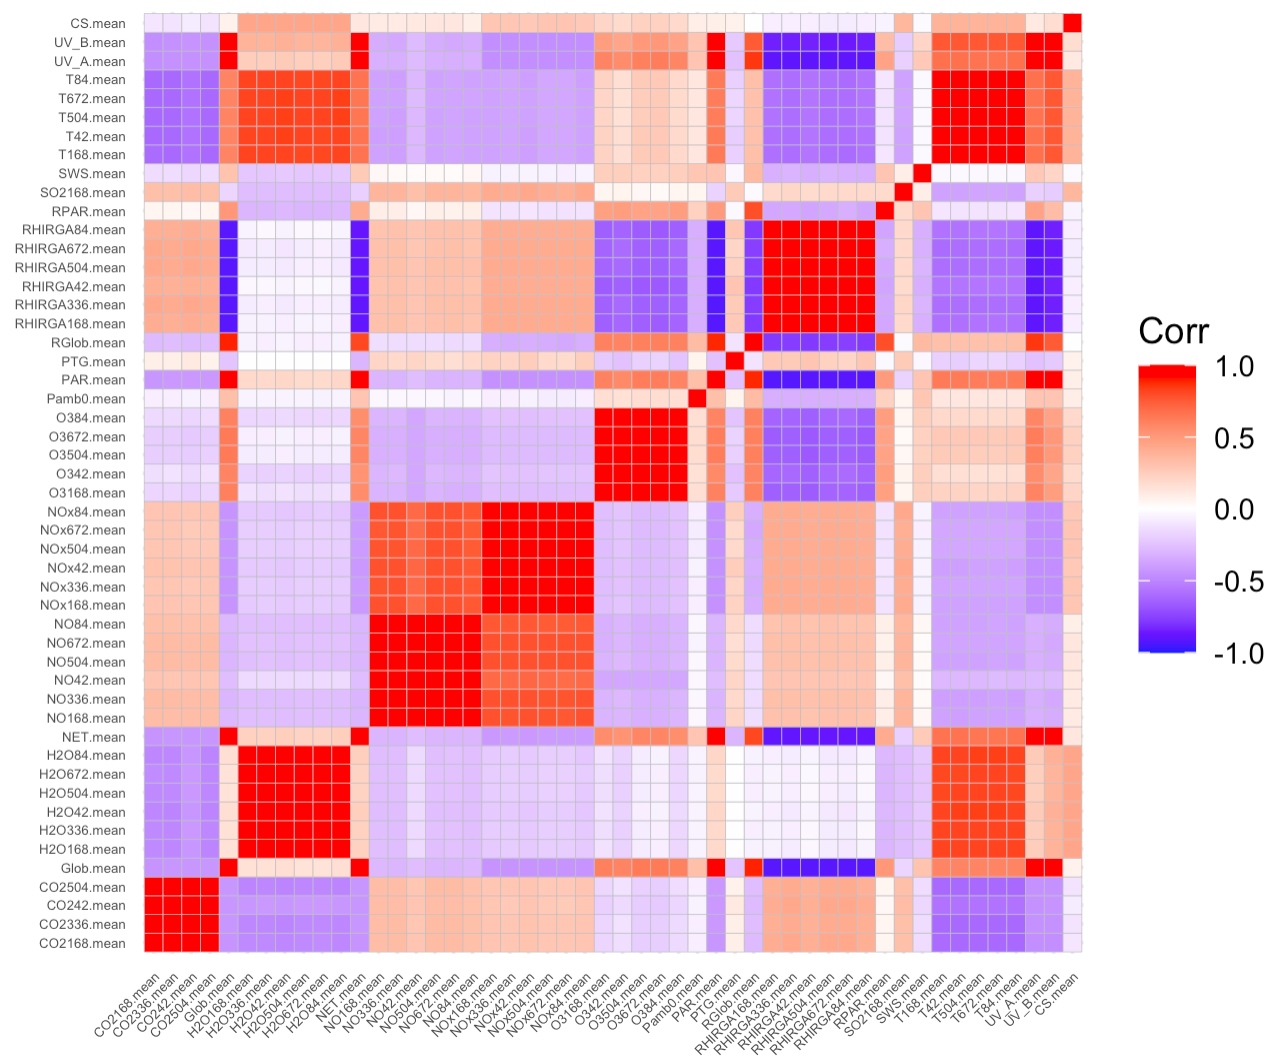 CS.mean
UV_B.mean
UV_A.mean
T84.mean
T672.mean
T504.mean
T42.mean
T168.mean
SWS.mean
SO2168.mean
RPAR.mean
RHIRGA84.mean
RHIRGA672.mean
RHIRGA504.mean
RHIRGA42.mean
RHIRGA336.mean
RHIRGA168.mean
RGlob.mean
PTG.mean
PAR.mean
Pamb0.mean
O384.mean
O3672.mean
O3504.mean
O342.mean
O3168.mean
NOx84.mean
NOx672.mean
NOx504.mean
NOx42.mean
NOx336.mean
NOx168.mean
NO84.mean
NO672.mean
NO504.mean
NO42.mean
NO336.mean
NO168.mean
NET.mean
H2O84.mean
H2O672.mean
H2O504.mean
H2O42.mean
H2O336.mean
H2O168.mean
Glob.mean
CO2504.mean
CO242.mean
CO2336.mean
CO2168.mean
CO2168.mean
CO2336.mean
CO242.mean
CO2504.mean
Glob.mean
H2O168.mean
H2O336.mean
H2O42.mean
H2O504.mean
H2O672.mean
H2O84.mean
NET.mean
NO168.mean
NO336.mean
NO42.mean
NO504.mean
NO672.mean
NO84.mean
NOx168.mean
NOx336.mean
NOx42.mean
NOx504.mean
NOx672.mean
NOx84.mean
O3168.mean
O342.mean
O3504.mean
O3672.mean
O384.mean
Pamb0.mean
PAR.mean
PTG.mean
RGlob.mean
RHIRGA168.mean
RHIRGA336.mean
RHIRGA42.mean
RHIRGA504.mean
RHIRGA672.mean
RHIRGA84.mean
RPAR.mean
SO2168.mean
SWS.mean
T168.mean
T42.mean
T504.mean
T672.mean
T84.mean
UV_A.mean
UV_B.mean
CS.mean
Corr
1.0
0.5
0.0
-0.5
-1.0